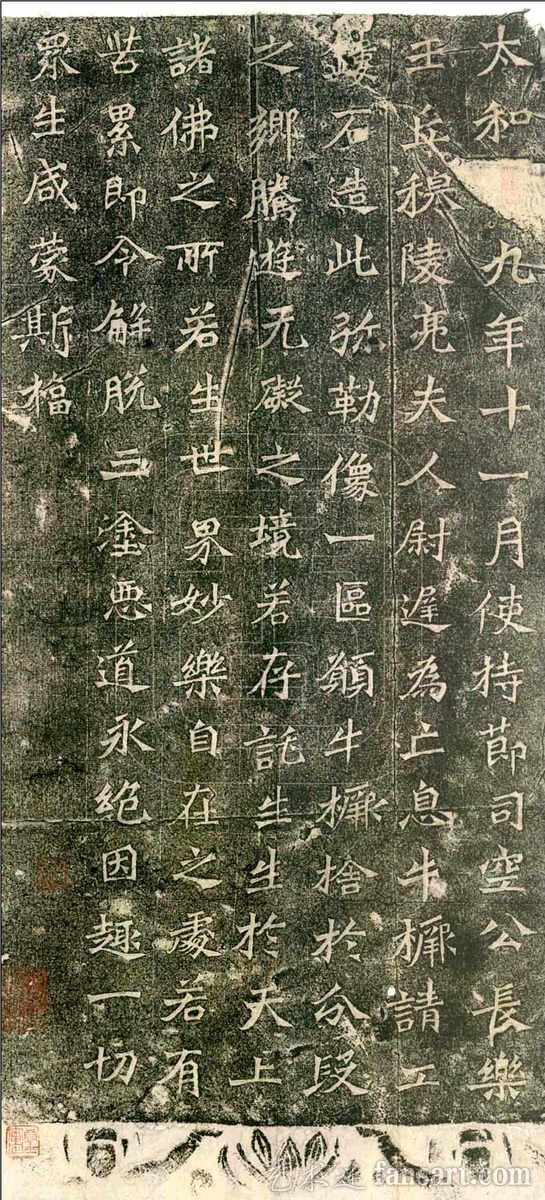 太和　九年十一月使持節司空公長樂
王丘穆陵亮夫人尉遲為亡息牛橛請工
鏤石造此弥勒像一區願牛橛捨於分段
之鄉騰遊无礙之境若存託生生於天上
諸佛之所若生世界妙樂自在之處若有
苦累即令解脫三塗惡道永絕因趣一切
眾生咸蒙斯福
fansart.com